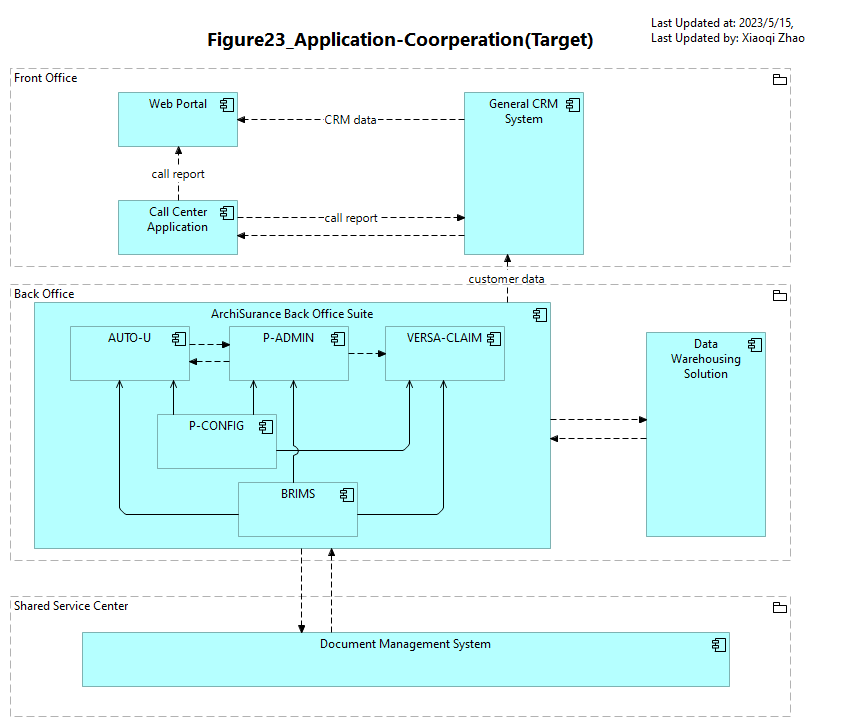 Last Updated at: 2023/5/15,
Last Updated by: Xiaoqi Zhao
Figure23_Application-Coorperation(Target)
Front Office
Web Portal
General CRM
System
CRM data
call report
Call Center
Application
call report
customer data
Back Office
ArchiSurance Back Office Suite
AUTO-U
P-ADMIN
VERSA-CLAIM
Data
Warehousing
Solution
P-CONFIG
BRIMS
Shared Service Center
Document Management System